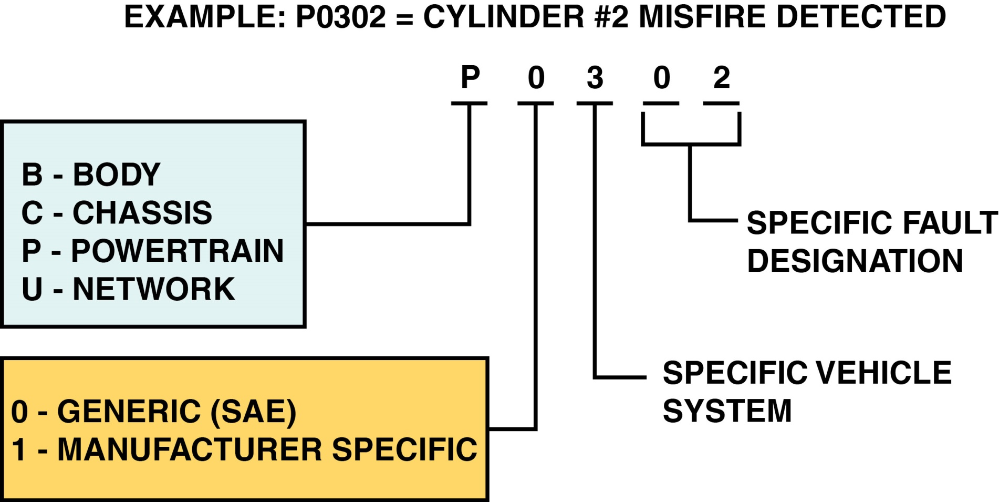 EXAMPLE: P0302 = CYLINDER #2 MISFIRE DETECTED
P 0 3 0 2
B - BODY
C - CHASSIS
P - POWERTRAIN
U - NETWORK
SPECIFIC FAULT
DESIGNATION
0 - GENERIC (SAE)
1 - MANUFACTURER SPECIFIC
SPECIFIC VEHICLE
SYSTEM